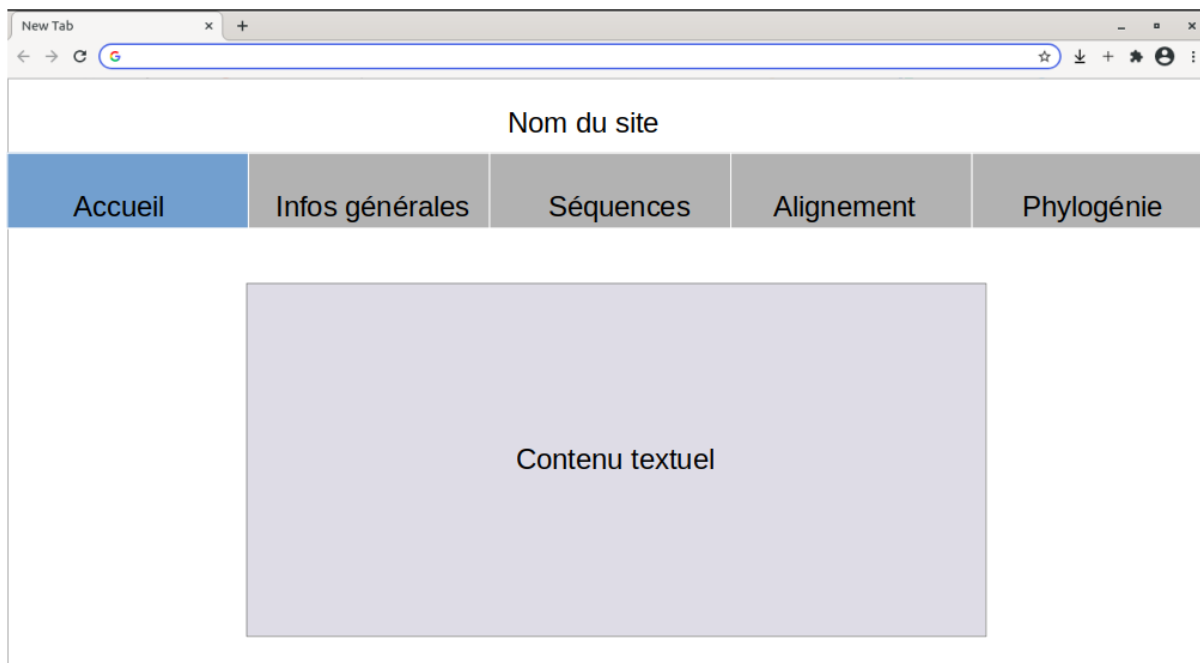 New Tab
Nom du site
Accueil Infos générales Séquences Alignement Phylogénie
Contenu textuel